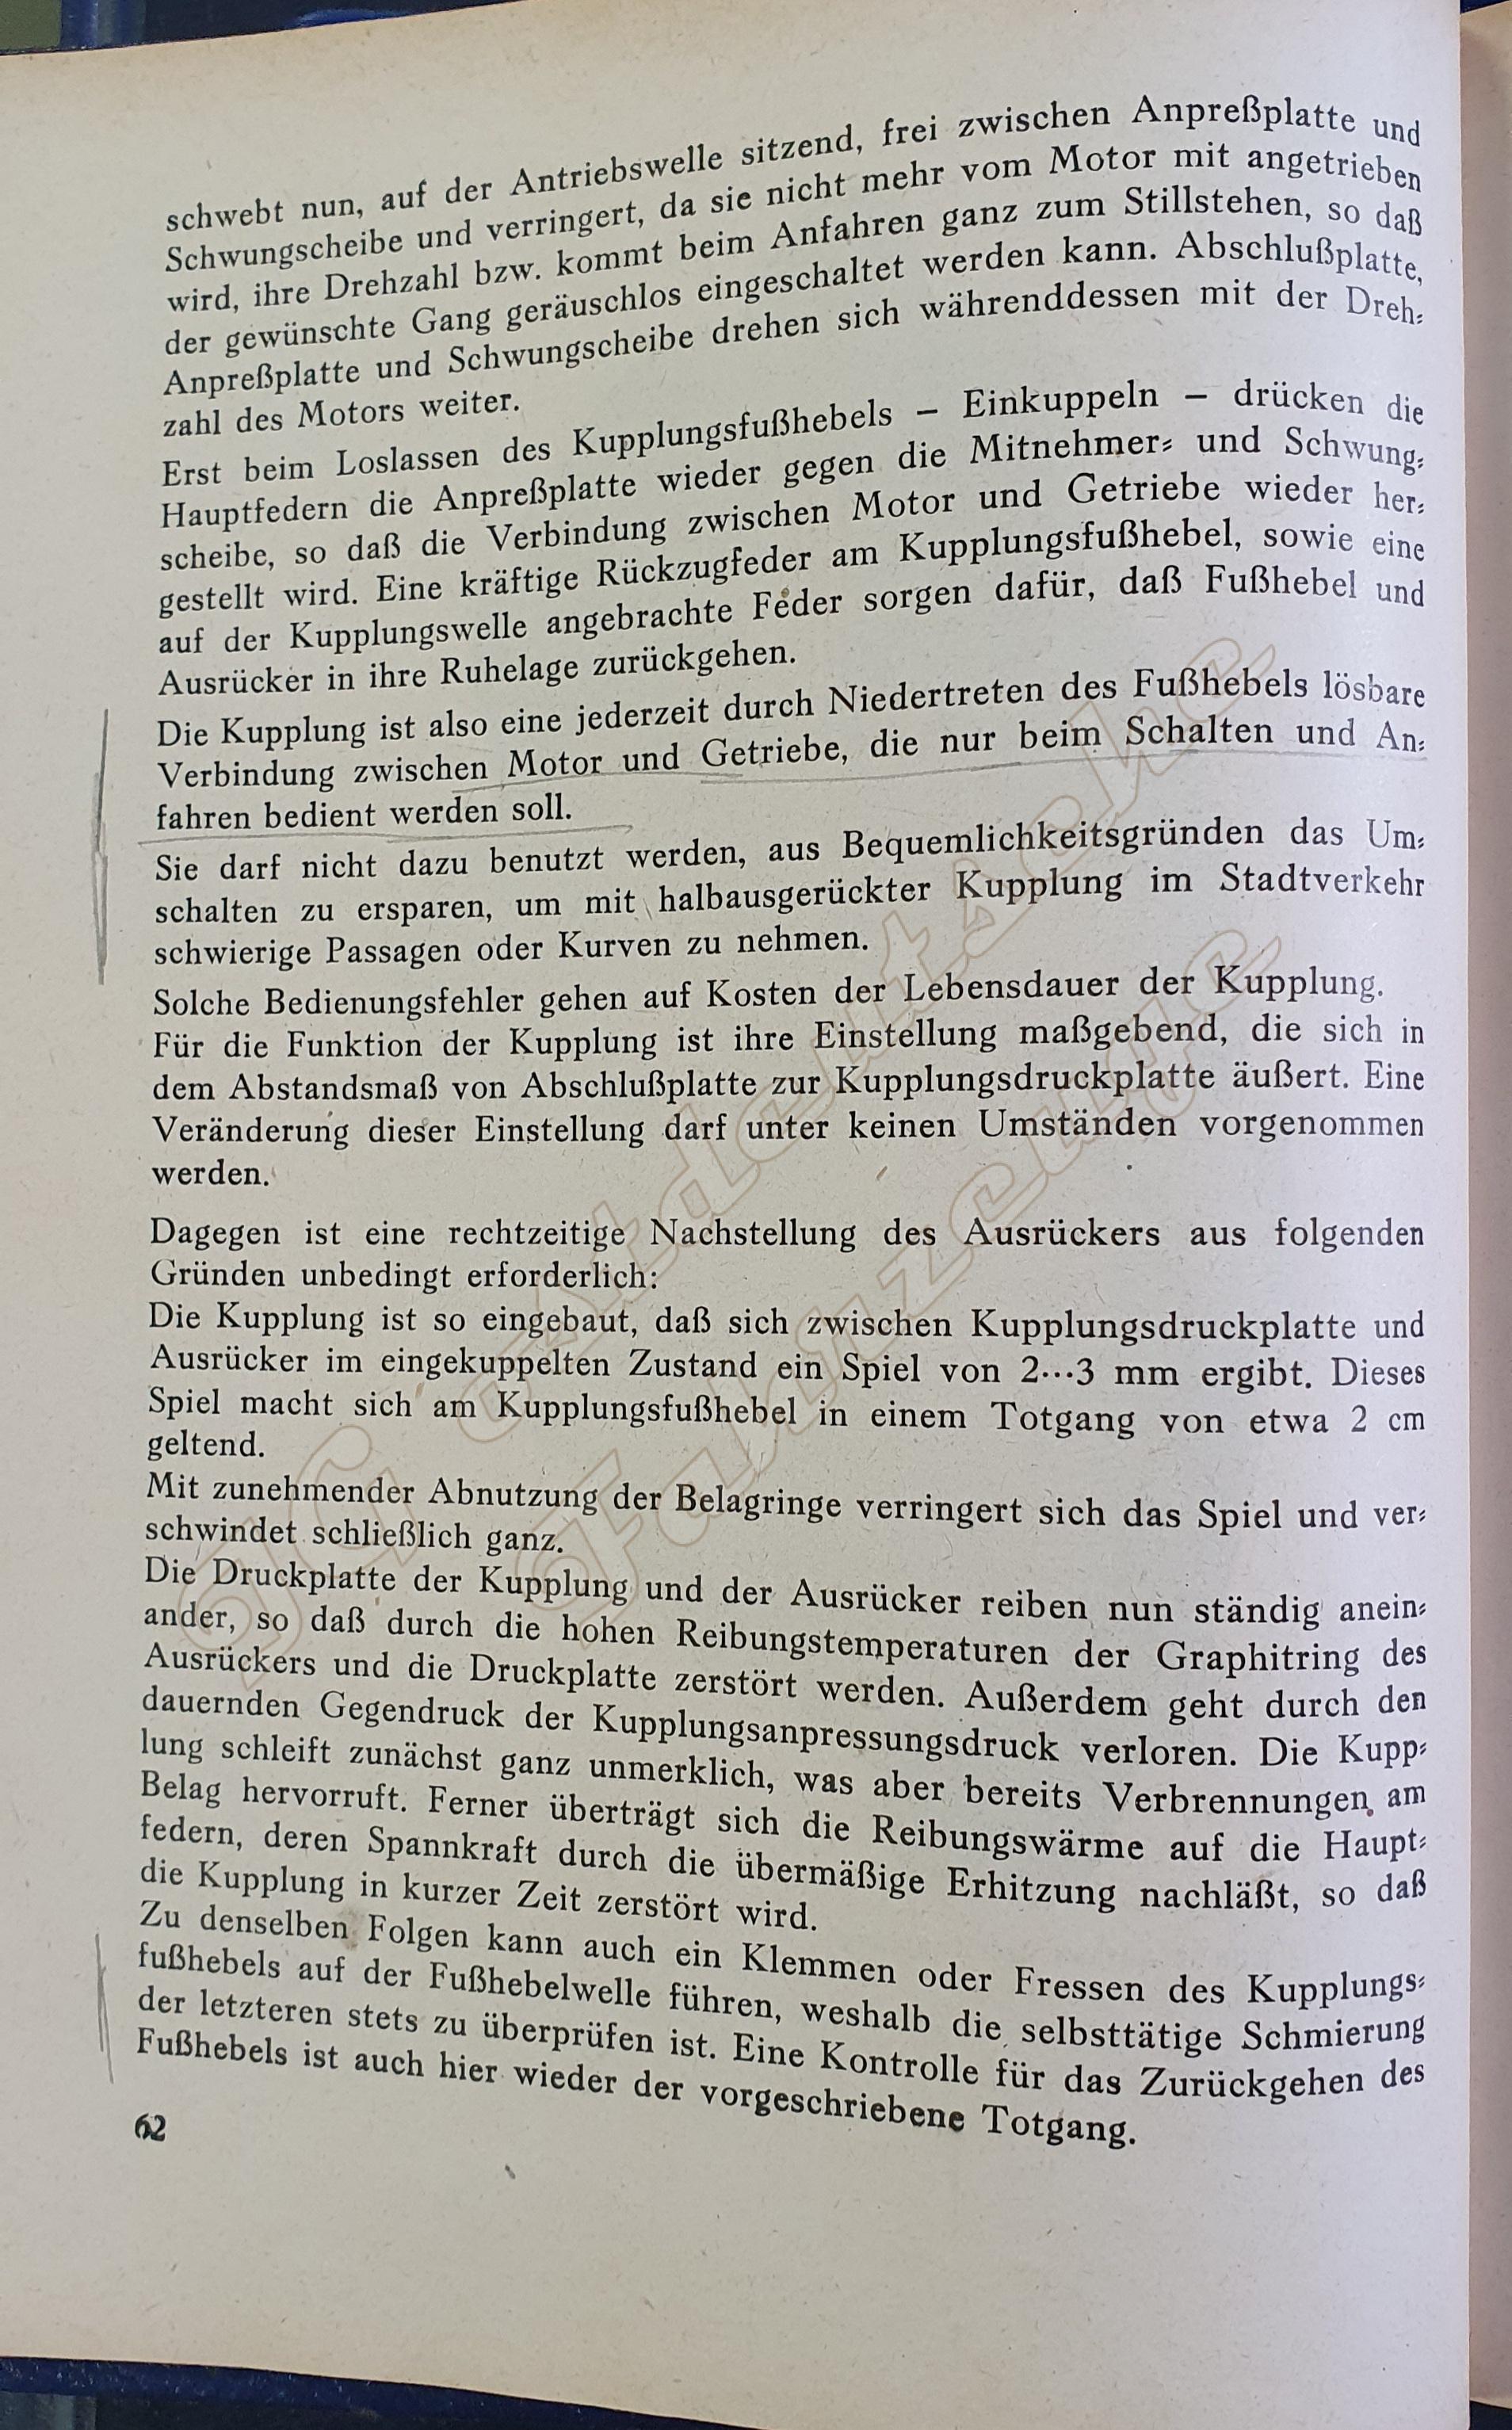 schwebt nun, auf der Antriebswelle sitzend, frei zwischen Anpreßplatte und
Schwungscheibe und verringert, da sie nicht mehr vom Motor mit angetrieben
wird, ihre Drehzahl bzw. kommt beim Anfahren ganz zum Stillstehen, so daß
der gewünschte Gang geräuschlos eingeschaltet werden kann. Abschlußplatte,
Anpreßplatte und Schwungscheibe drehen sich währenddessen mit der Dreh-
zahl des Motors weiter.
Erst beim Loslassen des Kupplungsfußhebels – Einkuppeln – drücken die
Hauptfedern die Anpreßplatte wieder gegen die Mitnehmer- und Schwung-
scheibe, so daß die Verbindung zwischen Motor und Getriebe wieder her-
gestellt wird. Eine kräftige Rückzugfeder am Kupplungsfußhebel, sowie eine
auf der Kupplungswelle angebrachte Feder sorgen dafür, daß Fußhebel und
Ausrücker in ihre Ruhelage zurückgehen.
Die Kupplung ist also eine jederzeit durch Niedertreten des Fußhebels lösbare
Verbindung zwischen Motor und Getriebe, die nur beim Schalten und An-
fahren bedient werden soll.
Sie darf nicht dazu benutzt werden, aus Bequemlichkeitsgründen das Um-
schalten zu ersparen, um mit halbausgerückter Kupplung im Stadtverkehr
schwierige Passagen oder Kurven zu nehmen.
Solche Bedienungsfehler gehen auf Kosten der Lebensdauer der Kupplung.
Für die Funktion der Kupplung ist ihre Einstellung maßgebend, die sich in
dem Abstandsmaß von Abschlußplatte zur Kupplungsdruckplatte äußert. Eine
Veränderung dieser Einstellung darf unter keinen Umständen vorgenommen
werden.
Dagegen ist eine rechtzeitige Nachstellung des Ausrückers aus folgenden
Gründen unbedingt erforderlich:
Die Kupplung ist so eingebaut, daß sich zwischen Kupplungsdruckplatte und
Ausrücker im eingekuppelten Zustand ein Spiel von 2···3 mm ergibt. Dieses
Spiel macht sich am Kupplungsfußhebel in einem Totgang von etwa 2 cm
geltend.
Mit zunehmender Abnutzung der Belagringe verringert sich das Spiel und ver-
schwindet schließlich ganz.
Die Druckplatte der Kupplung und der Ausrücker reiben nun ständig anein-
ander, so daß durch die hohen Reibungstemperaturen der Graphitring des
Ausrückers und die Druckplatte zerstört werden. Außerdem geht durch den
dauernden Gegendruck der Kupplungsanpressungsdruck verloren. Die Kupp-
lung schleift zunächst ganz unmerklich, was aber bereits Verbrennungen am
Belag hervorruft. Ferner überträgt sich die Reibungswärme auf die Haupt-
federn, deren Spannkraft durch die übermäßige Erhitzung nachläßt, so daß
die Kupplung in kurzer Zeit zerstört wird.
Zu denselben Folgen kann auch ein Klemmen oder Fressen des Kupplungs-
fußhebels auf der Fußhebelwelle führen, weshalb die selbsttätige Schmierung
der letzteren stets zu überprüfen ist. Eine Kontrolle für das Zurückgehen des
Fußhebels ist auch hier wieder der vorgeschriebene Totgang.
62
IG Ostdeutsche
Fahrzeuge